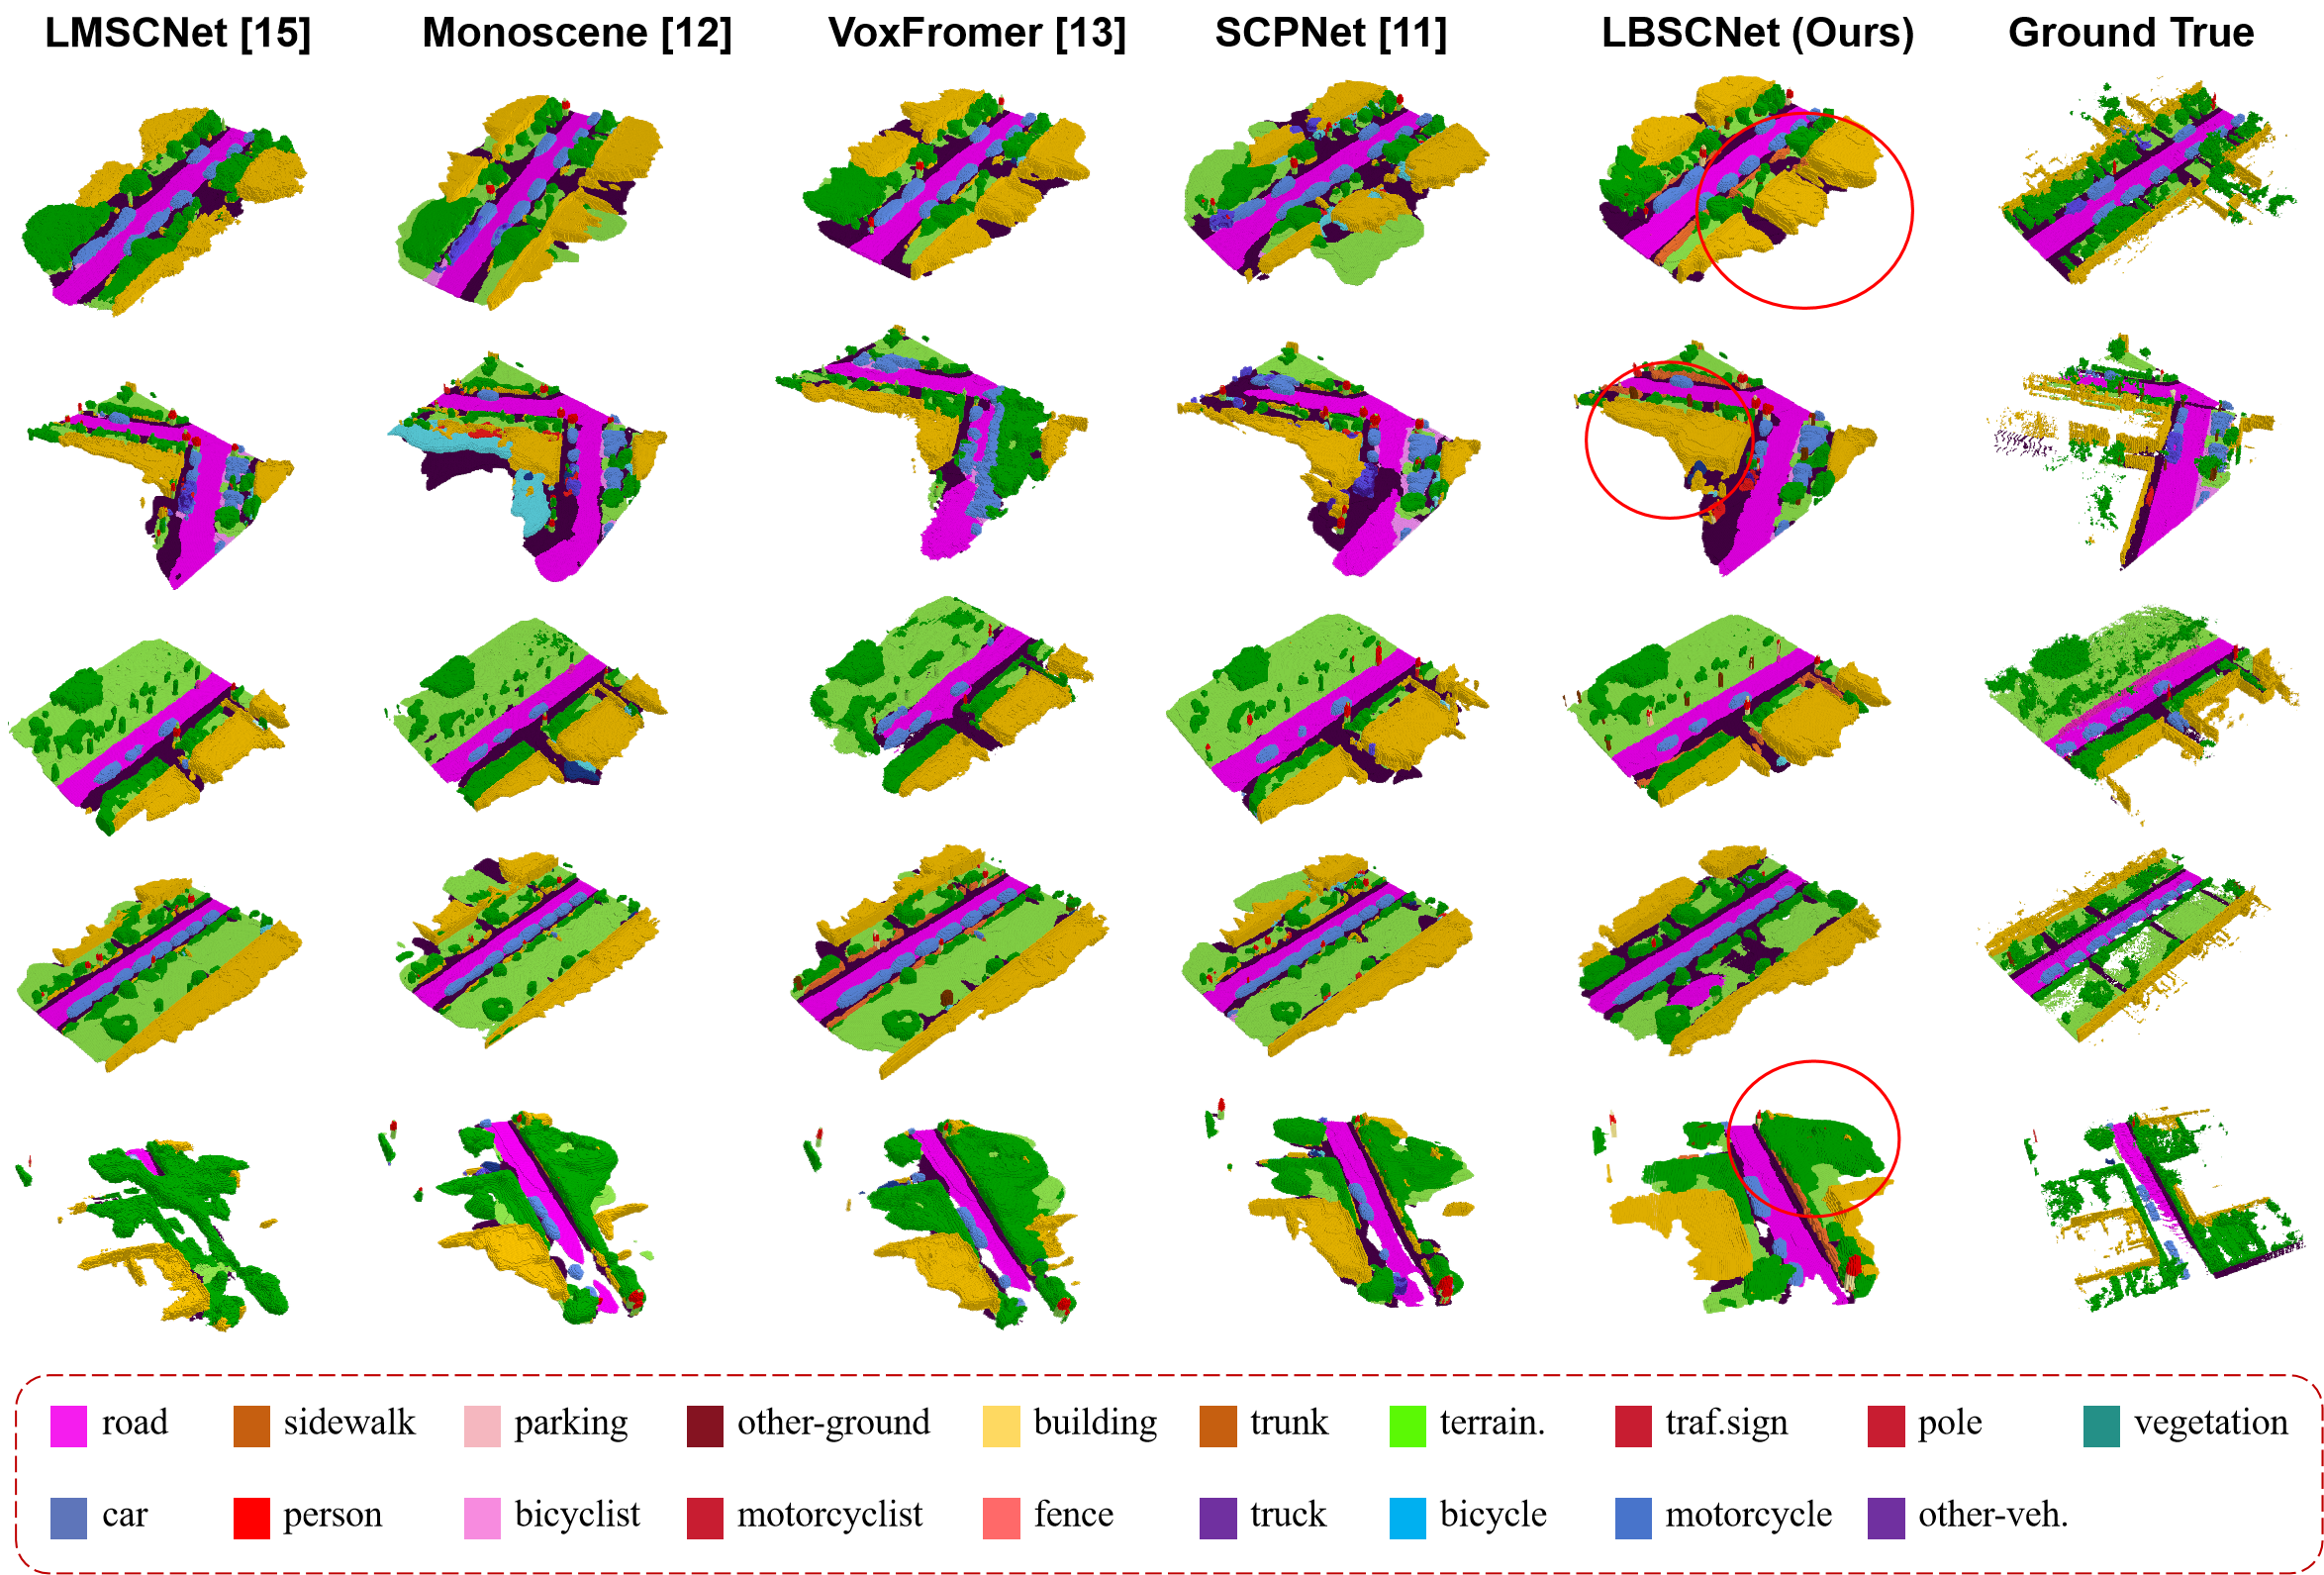 LMSCNet [15] Monoscene [12] VoxFromer [13] SCPNet [11] LBSCNet (Ours) Ground True
road sidewalk parking other-ground building trunk terrain. traf.sign pole vegetation
car person bicyclist motorcyclist fence truck bicycle motorcycle other-veh.